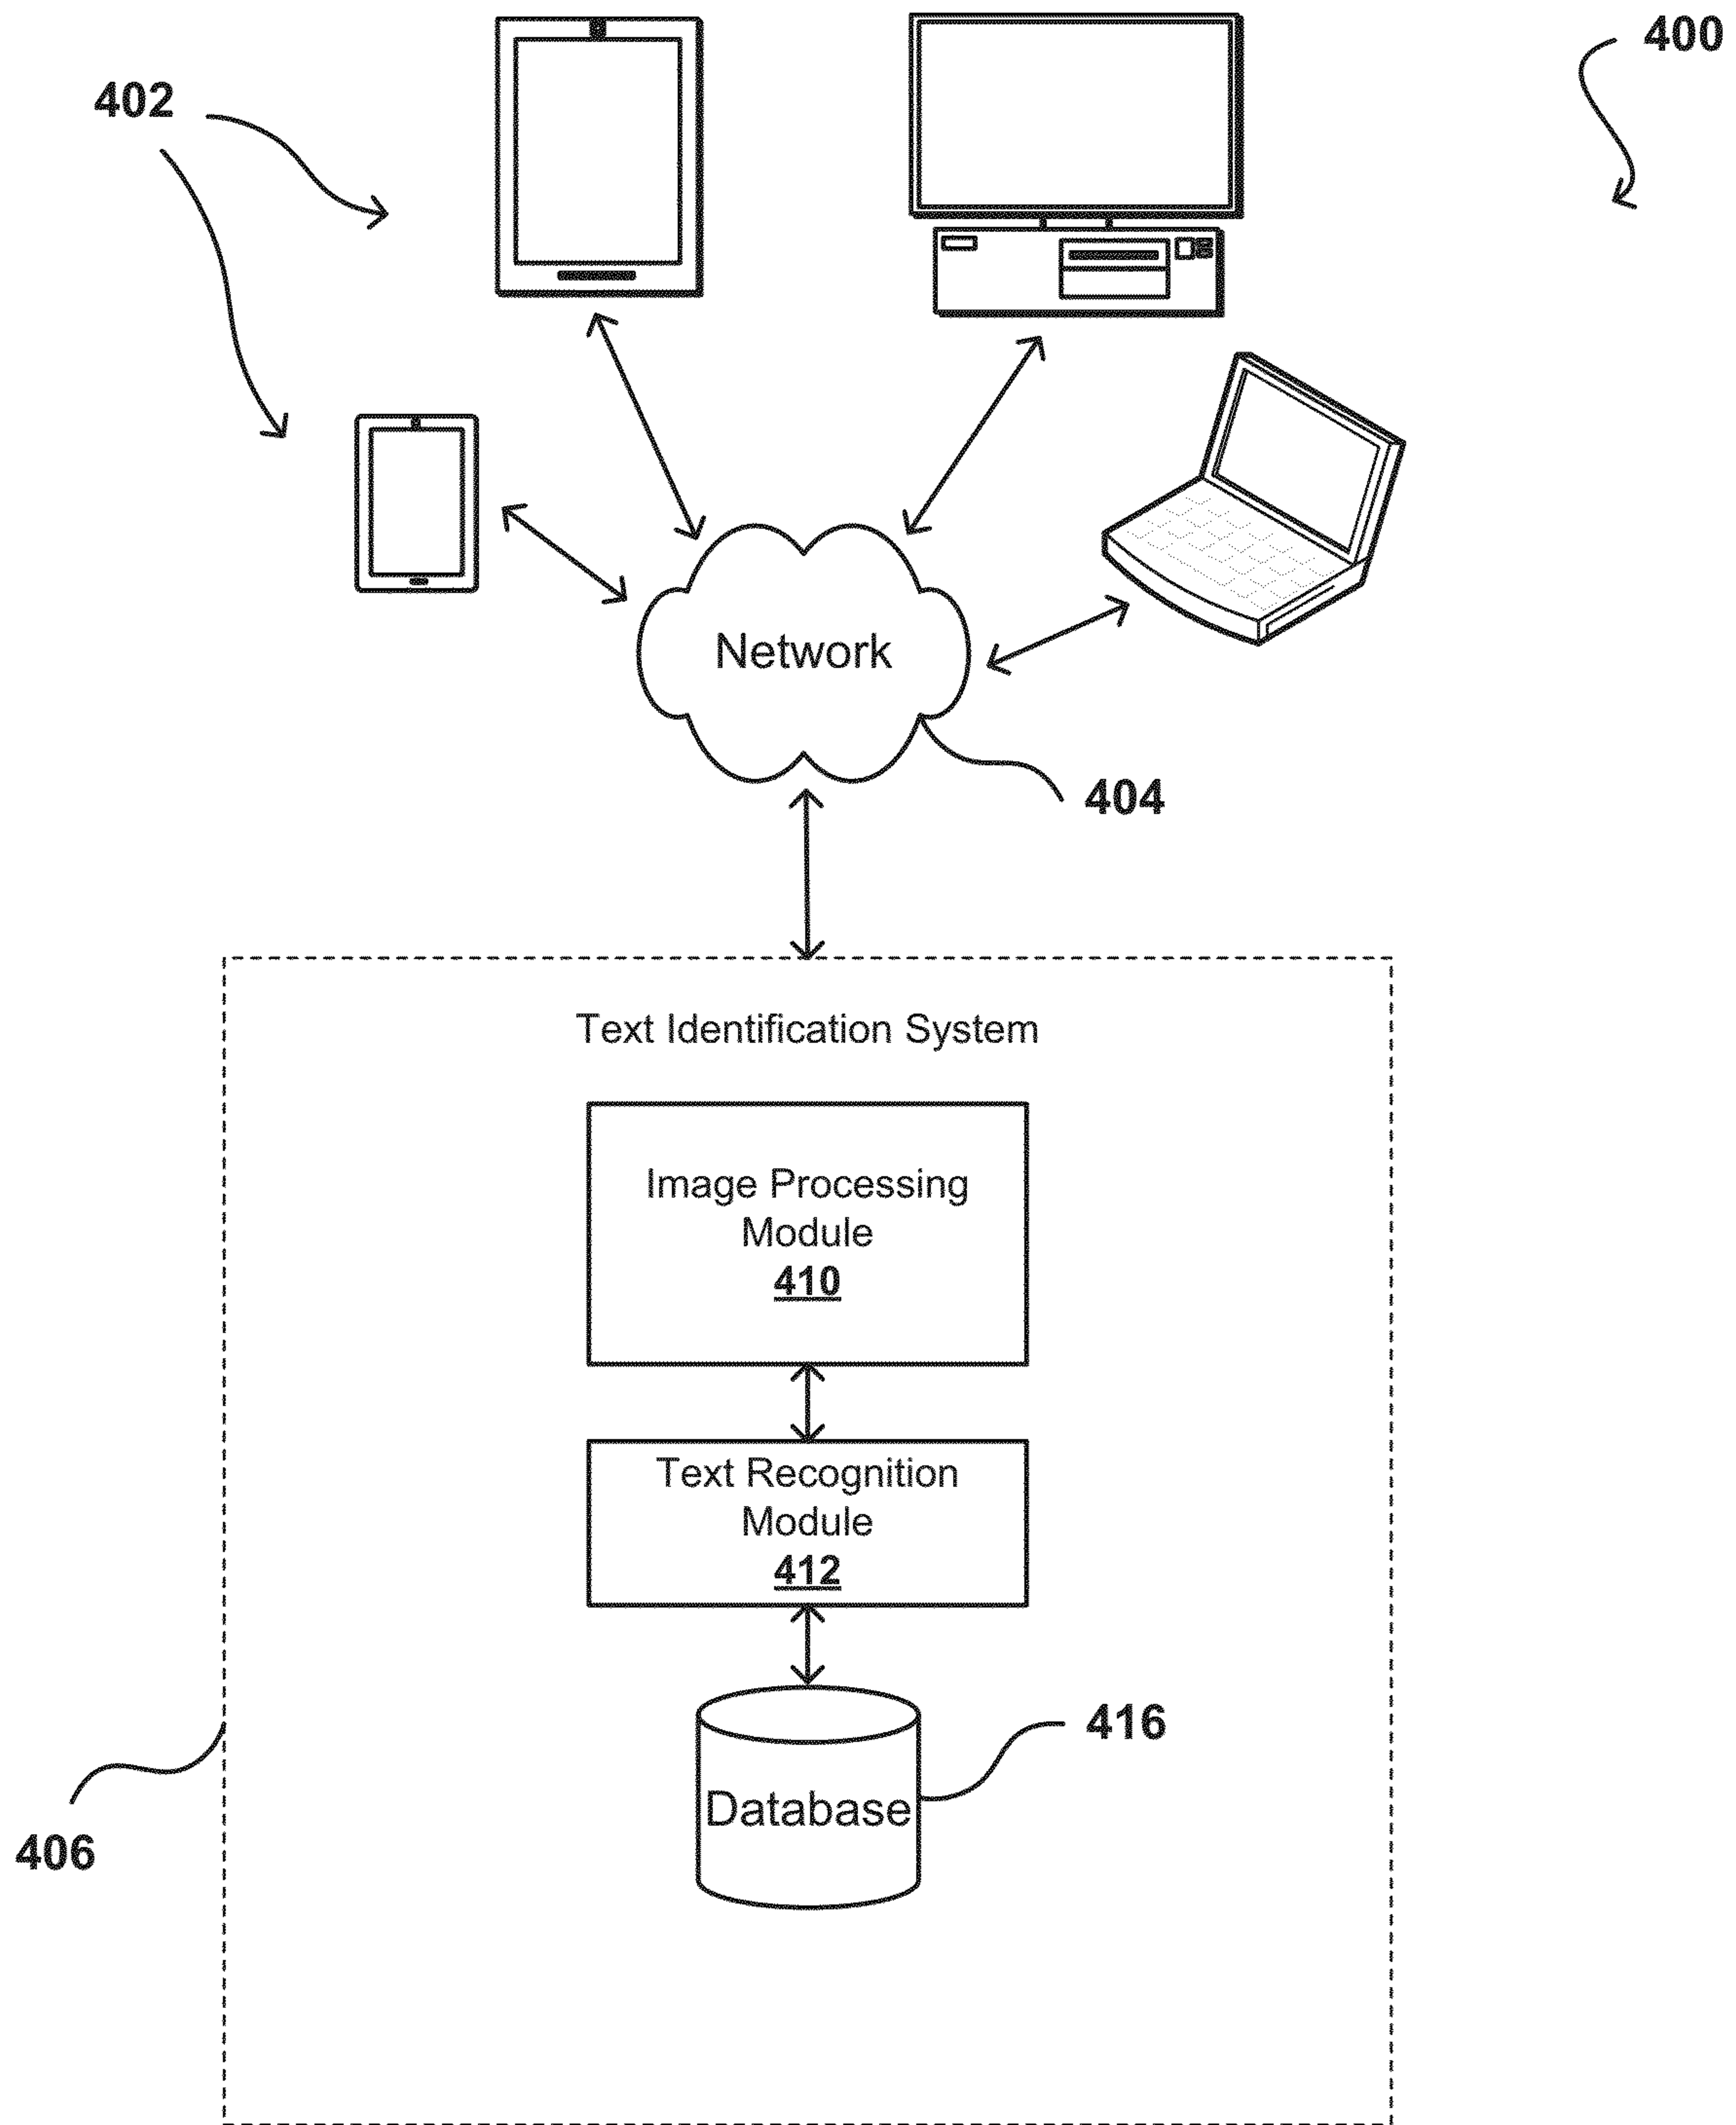 400
402
Network
404
Text Identification System
Image Processing
Module
410
Text Recognition
Module
412
416
Database
406